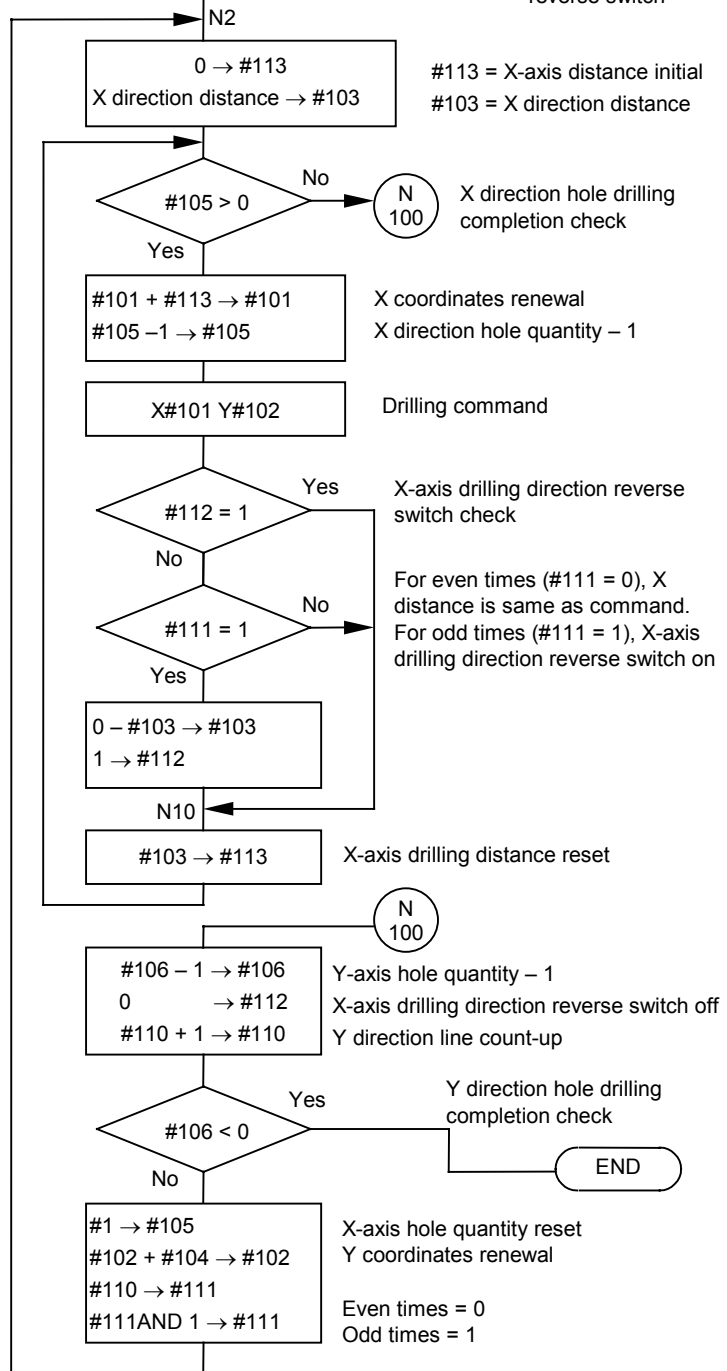 reverse switch
N2
0 → #113
X direction distance → #103
#113 = X-axis distance initial
#103 = X direction distance
#105 > 0
No
N
100
X direction hole drilling
completion check
Yes
#101 + #113 → #101
#105 –1 → #105
X coordinates renewal
X direction hole quantity – 1
X#101 Y#102
Drilling command
#112 = 1
Yes
X-axis drilling direction reverse
switch check
No
#111 = 1
No
For even times (#111 = 0), X
distance is same as command.
For odd times (#111 = 1), X-axis
drilling direction reverse switch on
Yes
0 – #103 → #103
1 → #112
N10
#103 → #113
X-axis drilling distance reset
N
100
#106 – 1 → #106
0 → #112
#110 + 1 → #110
Y-axis hole quantity – 1
X-axis drilling direction reverse switch off
Y direction line count-up
#106 < 0
Yes
Y direction hole drilling
completion check
END
No
#1 → #105
#102 + #104 → #102
#110 → #111
#111AND 1 → #111
X-axis hole quantity reset
Y coordinates renewal
Even times = 0
Odd times = 1